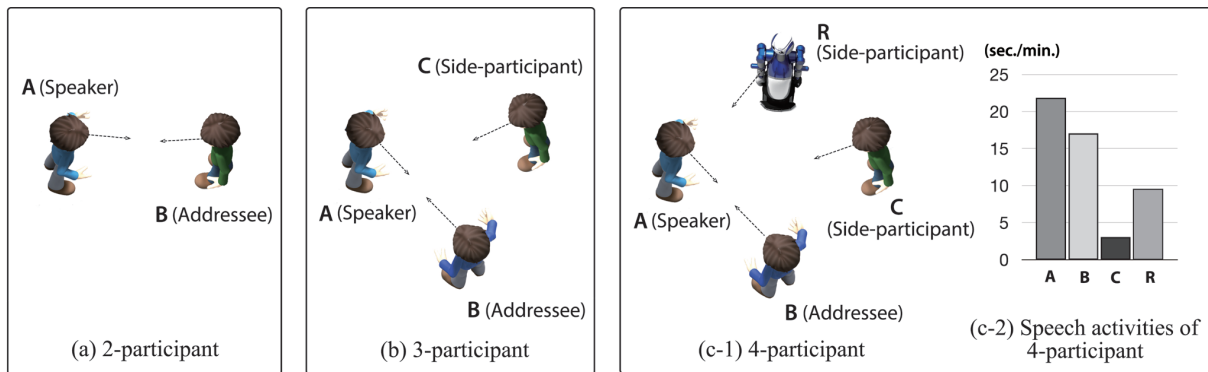 A (Speaker)
B (Addressee)
(a) 2-participant
C (Side-participant)
A (Speaker)
B (Addressee)
(b) 3-participant
R
(Side-participant)
A (Speaker)
C
(Side-participant)
B (Addressee)
(c-1) 4-participant
(sec./min.)
25
20
15
10
5
0
A B C R
(c-2) Speech activities of
4-participant